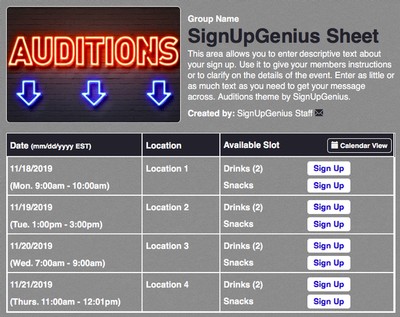 AUDITIONS
Group Name
SignUpGenius Sheet
This area allows you to enter descriptive text about
your sign up. Use it to give your members instructions
or to clarify on the details of the event. Enter as little or
as much text as you need to get your message
across. Auditions theme by SignUpGenius.
Created by: SignUpGenius Staff
Date (mm/dd/yyyy EST) Location Available Slot Calendar View
11/18/2019 Location 1 Drinks (2) Sign Up
(Mon. 9:00am - 10:00am) Snacks Sign Up
11/19/2019 Location 2 Drinks (2) Sign Up
(Tue. 1:00pm - 3:00pm) Snacks Sign Up
11/20/2019 Location 3 Drinks (2) Sign Up
(Wed. 7:00am - 9:00am) Snacks Sign Up
11/21/2019 Location 4 Drinks (2) Sign Up
(Thurs. 11:00am - 12:01pm) Snacks Sign Up